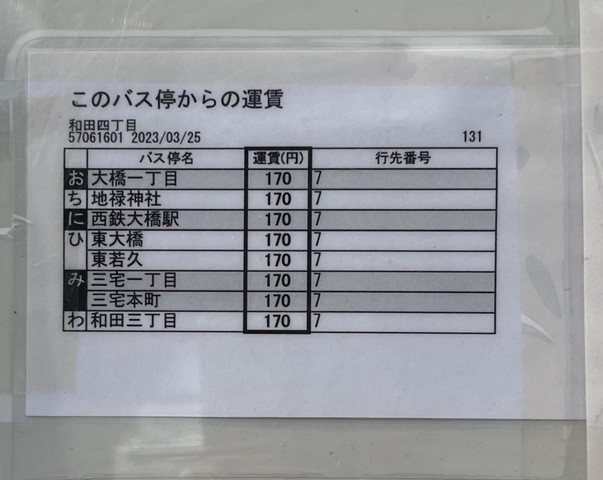 このバス停からの運賃
和田四丁目
57061601 2023/03/25 131
バス停名 運賃(円) 行先番号
お 大橋一丁目 170 7
ち 地禄神社 170 7
に 西鉄大橋駅 170 7
ひ 東大橋 170 7
東若久 170 7
み 三宅一丁目 170 7
三宅本町 170 7
わ 和田三丁目 170 7